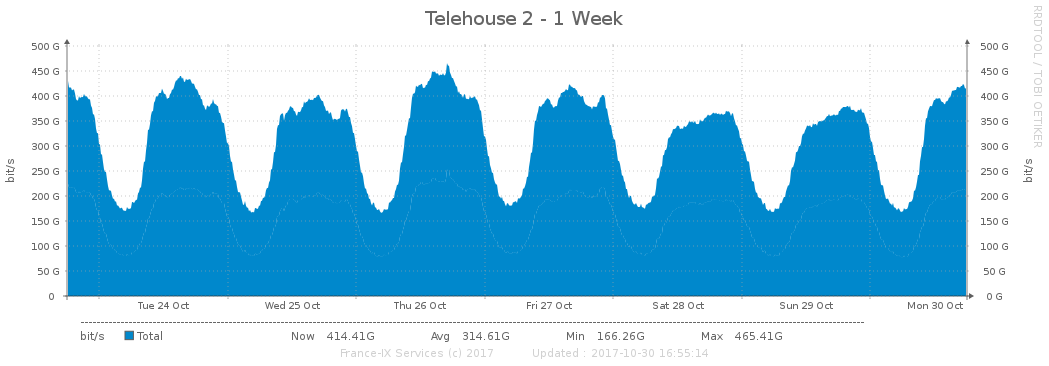 Telehouse 2 - 1 Week
RRDTOOL / TOBI OETIKER
500 G 500 G
450 G 450 G
400 G 400 G
350 G 350 G
300 G 300 G
250 G 250 G
200 G 200 G
150 G 150 G
100 G 100 G
50 G 50 G
0 0 G
bit/s bit/s
Tue 24 Oct Wed 25 Oct Thu 26 Oct Fri 27 Oct Sat 28 Oct Sun 29 Oct Mon 30 Oct
bit/s Total Now 414.41G Avg 314.61G Min 166.26G Max 465.41G
France-IX Services (c) 2017 Updated : 2017-10-30 16:55:14